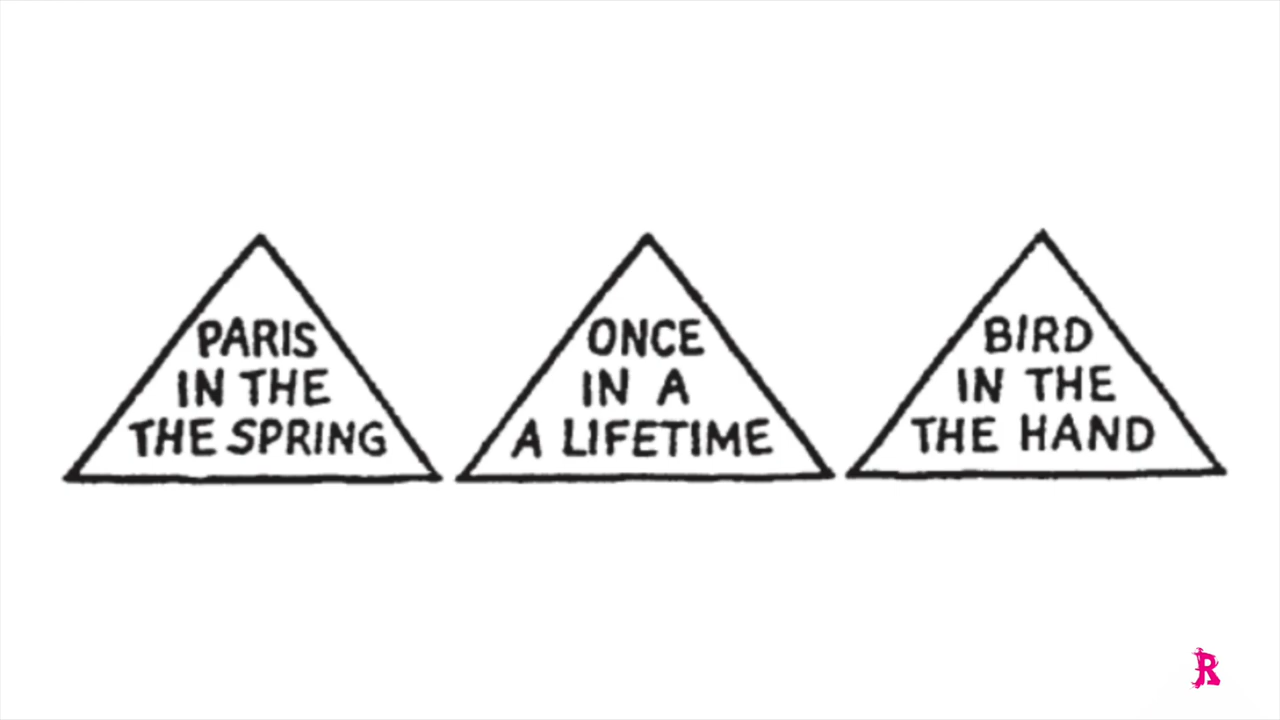 PARIS
IN THE
THE SPRING
ONCE
IN A
A LIFETIME
BIRD
IN THE
THE HAND
R